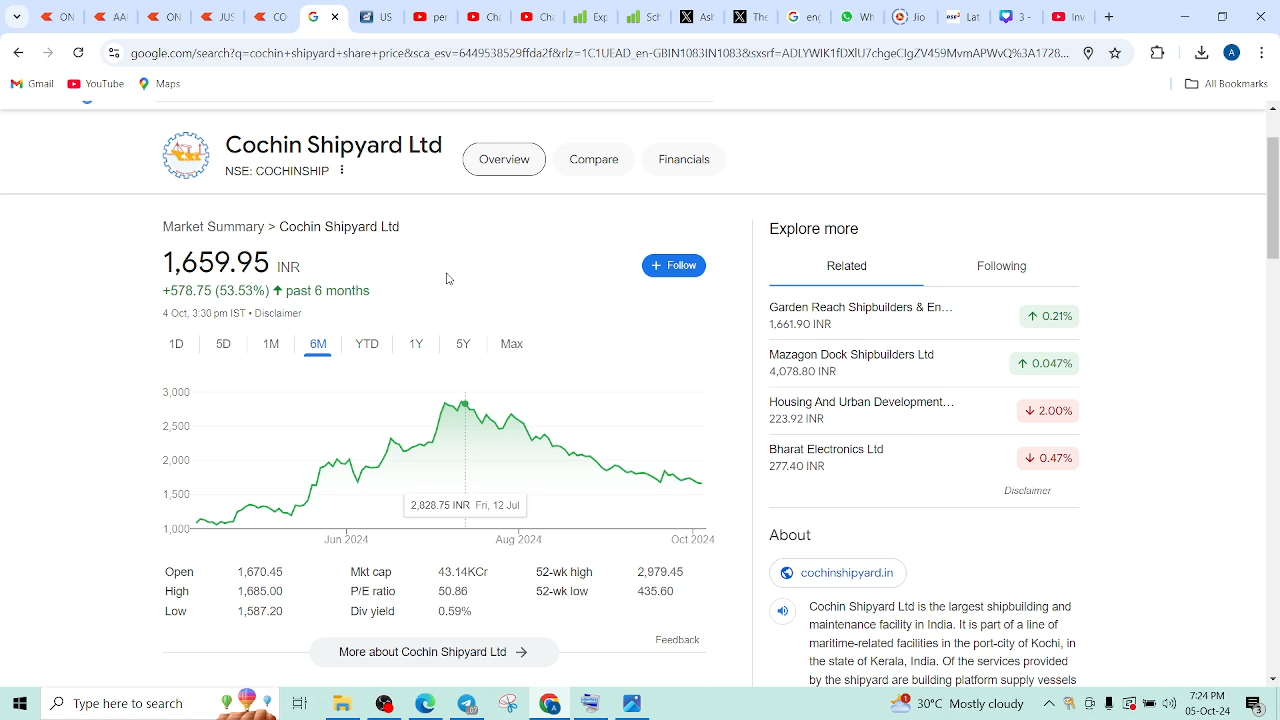 ON
Aa
ON
JUS
CO
G
US
per
Cho
Cho
Exp
Sch
Asl
The
eng
Wh
Jio
Lat
3 -
Inv
google.com/search?q=cochin+shipyard+share+price&sca_esv=6449538529ffda2f&rlz=1C1UEAD_en-GBIN1083IN1083&sxsrf=ADLYWIK1fDXlU7chgeClgZV459MvmAPWvQ%3A1728...
A
Gmail
YouTube
Maps
All Bookmarks
Cochin Shipyard Ltd
NSE: COCHINSHIP
Overview
Compare
Financials
Market Summary > Cochin Shipyard Ltd
1,659.95 INR
+578.75 (53.53%) ↑ past 6 months
4 Oct, 3:30 pm IST • Disclaimer
+ Follow
1D 5D 1M 6M YTD 1Y 5Y Max
3,000
2,500
2,000
1,500
1,000
2,828.75 INR Fri, 12 Jul
Jun 2024 Aug 2024 Oct 2024
Open 1,670.45 Mkt cap 43.14KCr 52-wk high 2,979.45
High 1,685.00 P/E ratio 50.86 52-wk low 435.60
Low 1,587.20 Div yield 0.59%
Feedback
More about Cochin Shipyard Ltd →
Explore more
Related Following
Garden Reach Shipbuilders & En...
1,661.90 INR
↑ 0.21%
Mazagon Dock Shipbuilders Ltd
4,078.80 INR
↑ 0.047%
Housing And Urban Development...
223.92 INR
↓ 2.00%
Bharat Electronics Ltd
277.40 INR
↓ 0.47%
Disclaimer
About
cochinshipyard.in
Cochin Shipyard Ltd is the largest shipbuilding and
maintenance facility in India. It is part of a line of
maritime-related facilities in the port-city of Kochi, in
the state of Kerala, India. Of the services provided
by the shipyard are building platform supply vessels
Type here to search
1
30°C Mostly cloudy
7:24 PM
05-Oct-24
3